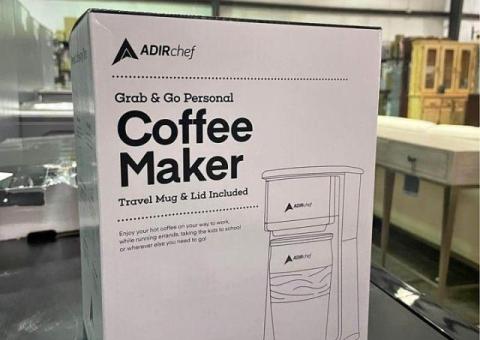 ADIRchef
Grab & Go Personal
Coffee
Maker
Travel Mug & Lid Included
Enjoy your hot coffee on your way to work,
while running errands, taking the kids to school
or wherever else you need to go!
ADIRchef
ADIRchef